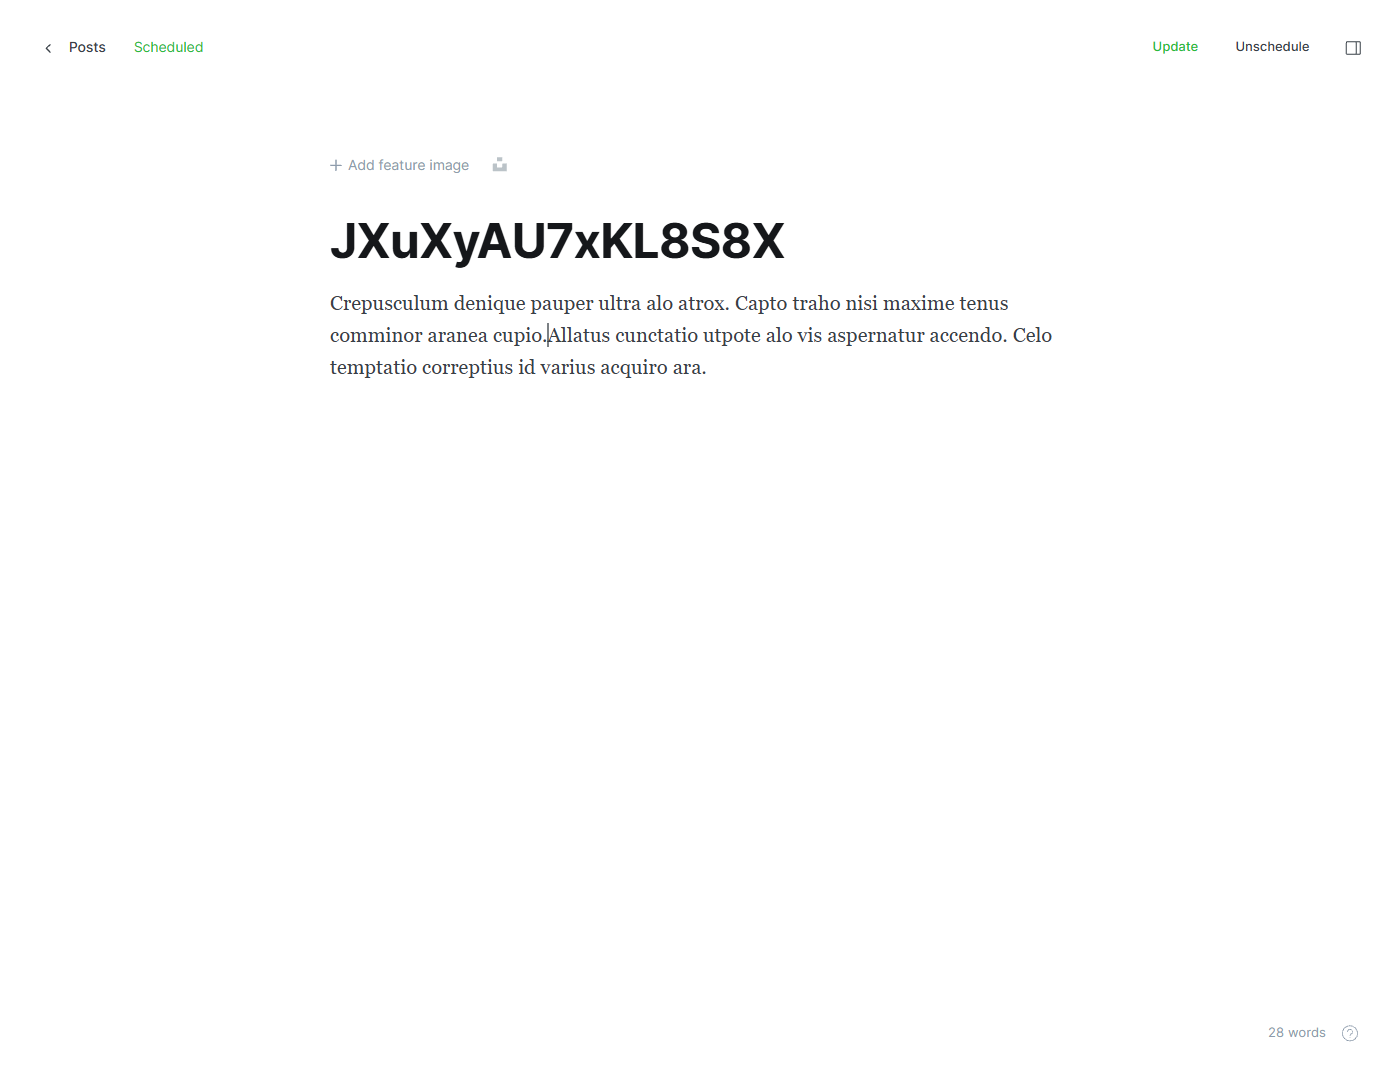 Posts Scheduled Update Unschedule
Add feature image
JXuXyAU7xKL8S8X
Crepusculum denique pauper ultra alo atrox. Capto traho nisi maxime tenus
comminor aranea cupio.Allatus cunctatio utpote alo vis aspernatur accendo. Celo
temptatio correptius id varius acquiro ara.
28 words